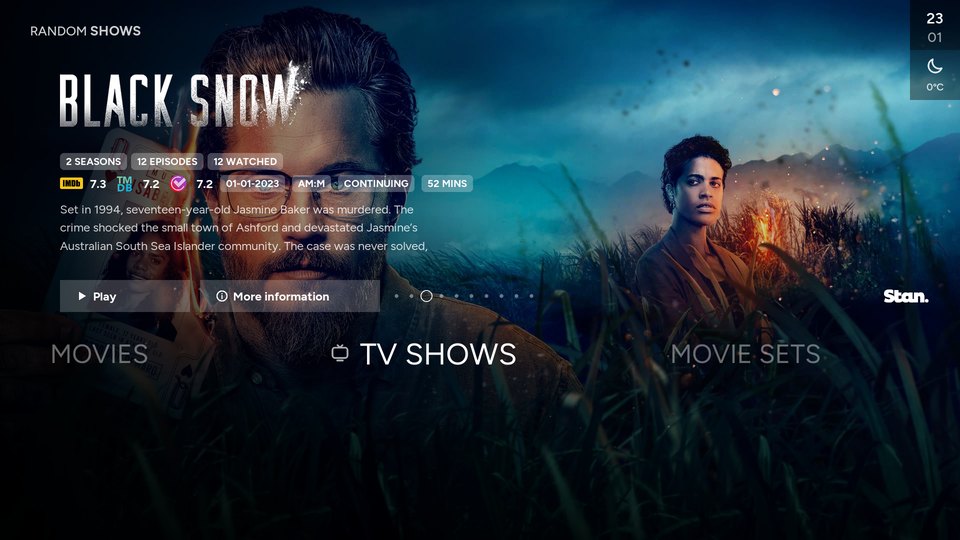 RANDOM SHOWS
23
01
0°C
BLACK SNOW
2 SEASONS 12 EPISODES 12 WATCHED
IMDb 7.3 TMDB 7.2 7.2 01-01-2023 AM:M CONTINUING 52 MINS
Set in 1994, seventeen-year-old Jasmine Baker was murdered. The
crime shocked the small town of Ashford and devastated Jasmine's
Australian South Sea Islander community. The case was never solved,
Play More information
Stan.
MOVIES TV SHOWS MOVIE SETS